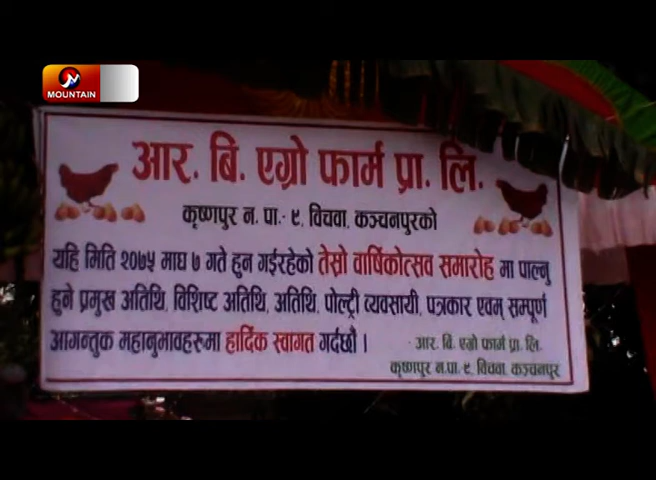 MOUNTAIN
आर. बि. एग्रो फार्म प्रा. लि.
कृष्णपुर न. पा.- ९, विचवा, कञ्चनपुरको
यहि मिति २०७५ माघ ७ गते हुन गईरहेको तेस्रो वार्षिकोत्सव समारोह मा पाल्नु
हुने प्रमुख अतिथि, विशिष्ट अतिथि, अतिथि, पोल्ट्री व्यवसायी, पत्रकार एवम् सम्पूर्ण
आगन्तुक महानुभावहरुमा हार्दिक स्वागत गर्दछौं ।
- आर. बि. एग्रो फार्म प्रा. लि.
कृष्णपुर न.पा. ९, विचवा, कञ्चनपुर